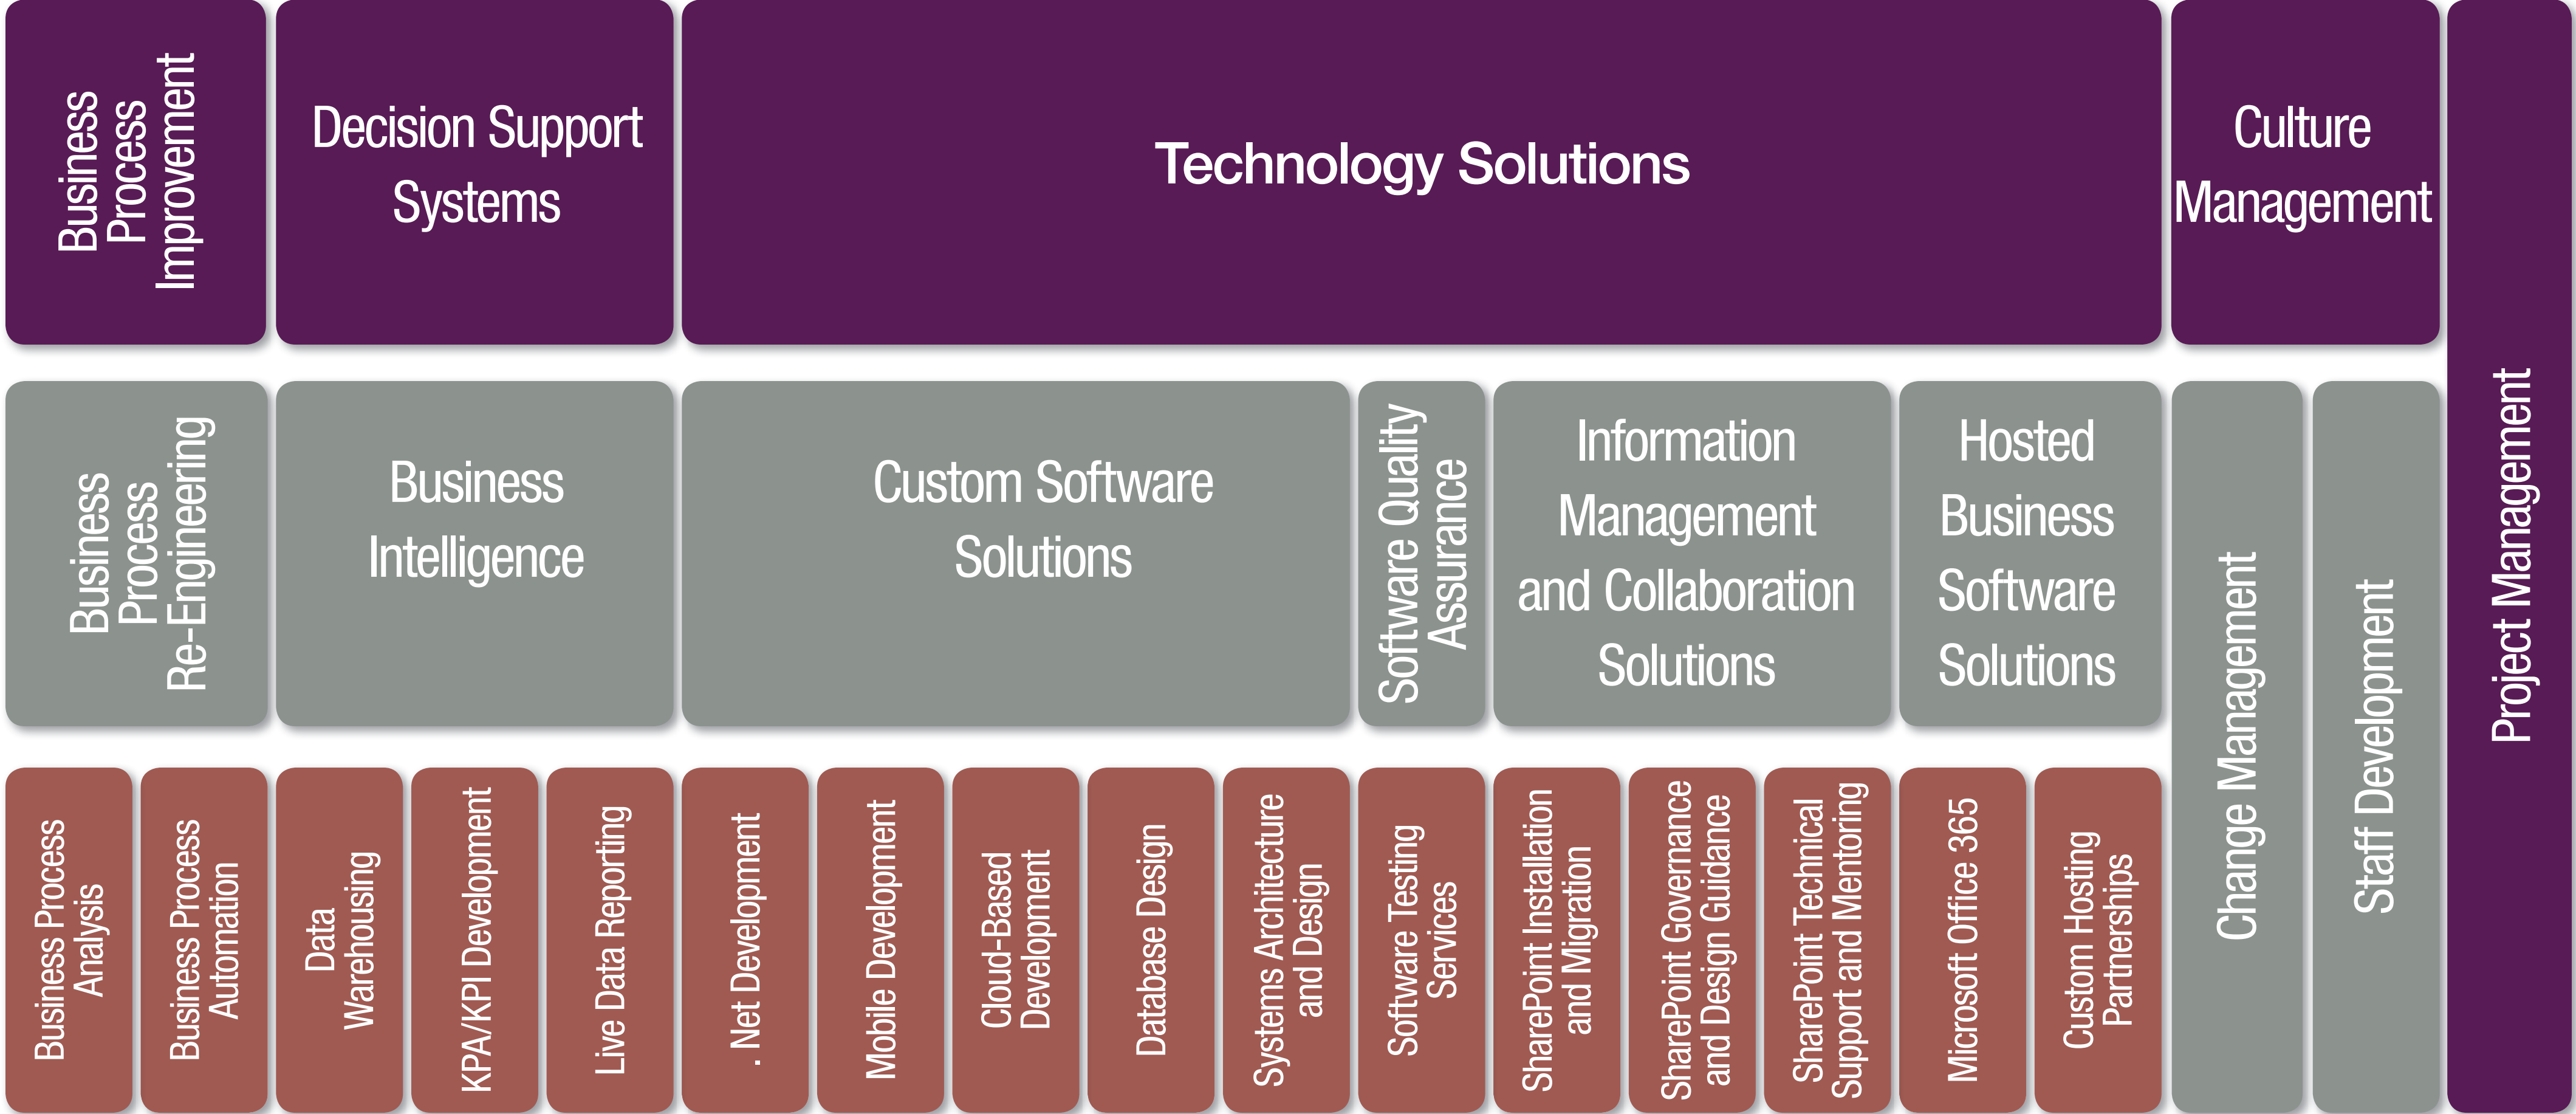 Business
Process
Improvement
Decision Support
Systems
Technology Solutions
Culture
Management
Project Management
Business
Process
Re-Engineering
Business
Intelligence
Custom Software
Solutions
Software Quality
Assurance
Information
Management
and Collaboration
Solutions
Hosted
Business
Software
Solutions
Change Management
Staff Development
Business Process
Analysis
Business Process
Automation
Data
Warehousing
KPA/KPI Development
Live Data Reporting
. Net Development
Mobile Development
Cloud-Based
Development
Database Design
Systems Architecture
and Design
Software Testing
Services
SharePoint Installation
and Migration
SharePoint Governance
and Design Guidance
SharePoint Technical
Support and Mentoring
Microsoft Office 365
Custom Hosting
Partnerships